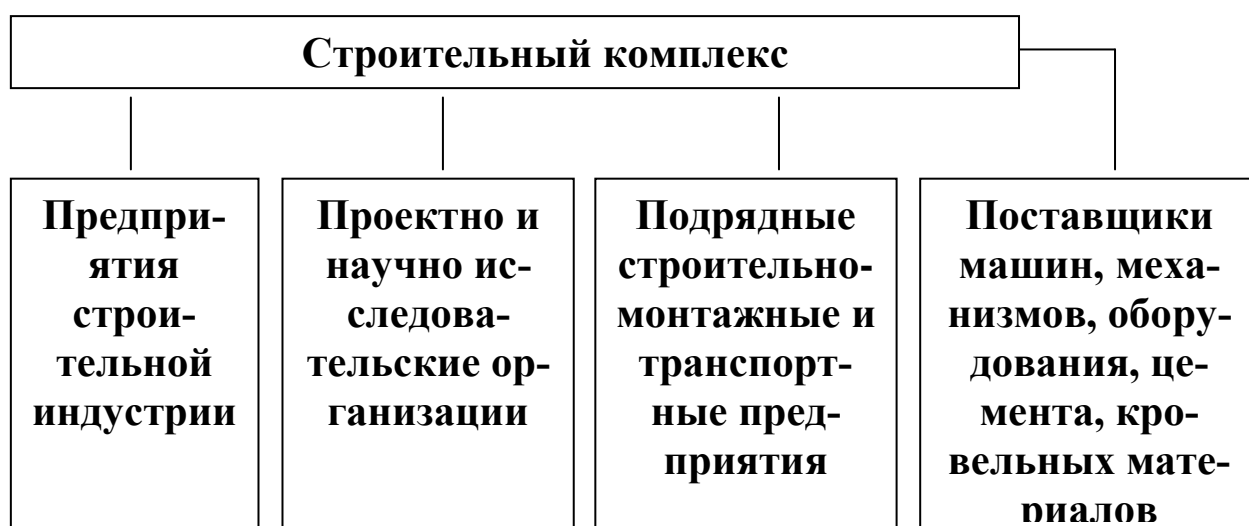 Строительный комплекс
Предпри-
ятия
строи-
тельной
индустрии
Проектно и
научно ис-
следова-
тельские ор-
ганизации
Подрядные
строительно-
монтажные и
транспорт-
ные пред-
приятия
Поставщики
машин, меха-
низмов, обору-
дования, це-
мента, кро-
вельных мате-
риалов